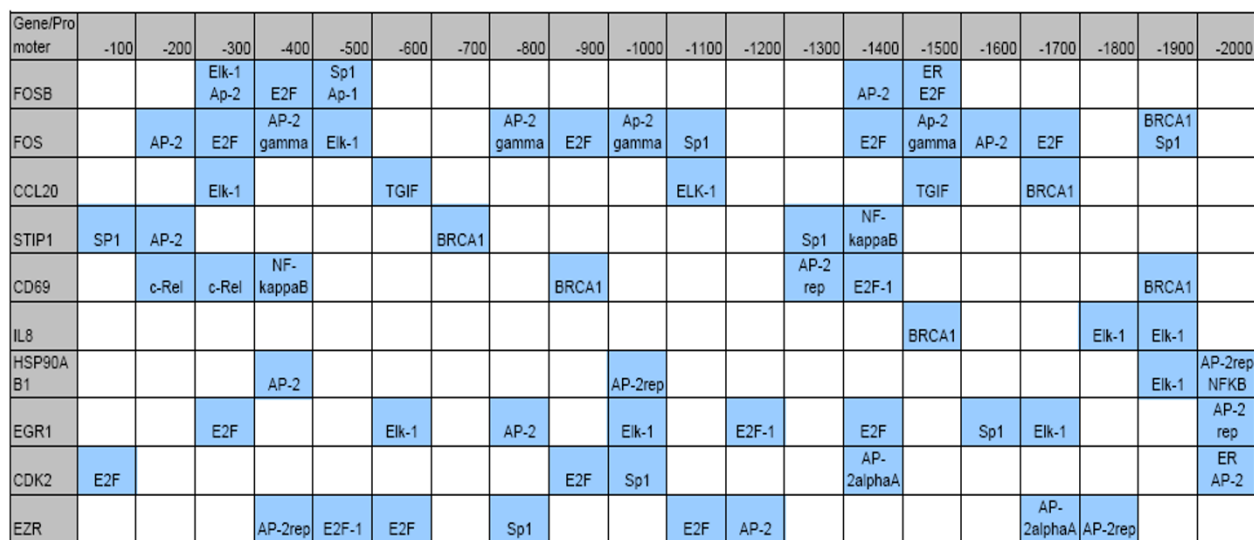 Gene/Pro
moter -100 -200 -300 -400 -500 -600 -700 -800 -900 -1000 -1100 -1200 -1300 -1400 -1500 -1600 -1700 -1800 -1900 -2000
Elk-1 Sp1 ER
FOSB Ap-2 E2F Ap-1 AP-2 E2F
AP-2 AP-2 Ap-2 Ap-2 BRCA1
FOS AP-2 E2F gamma Elk-1 gamma E2F gamma Sp1 E2F gamma AP-2 E2F Sp1
CCL20 Elk-1 TGIF ELK-1 TGIF BRCA1
NF-
STIP1 SP1 AP-2 BRCA1 Sp1 kappaB
NF- AP-2
CD69 c-Rel c-Rel kappaB BRCA1 rep E2F-1 BRCA1
IL8 BRCA1 Elk-1 Elk-1
HSP90A AP-2rep
B1 AP-2 AP-2rep Elk-1 NFKB
AP-2
EGR1 E2F Elk-1 AP-2 Elk-1 E2F-1 E2F Sp1 Elk-1 rep
AP- ER
CDK2 E2F E2F Sp1 2alphaA AP-2
AP-
EZR AP-2rep E2F-1 E2F Sp1 E2F AP-2 2alphaA AP-2rep